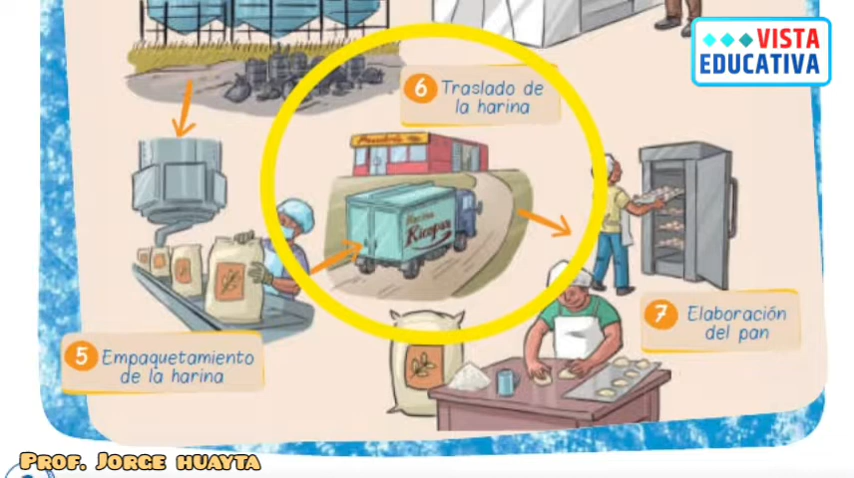 VISTA
EDUCATIVA
6 Traslado de
la harina
Panadería
Harina
Ricopan
5 Empaquetamiento
de la harina
7 Elaboración
del pan
PROF. JORGE HUAYTA